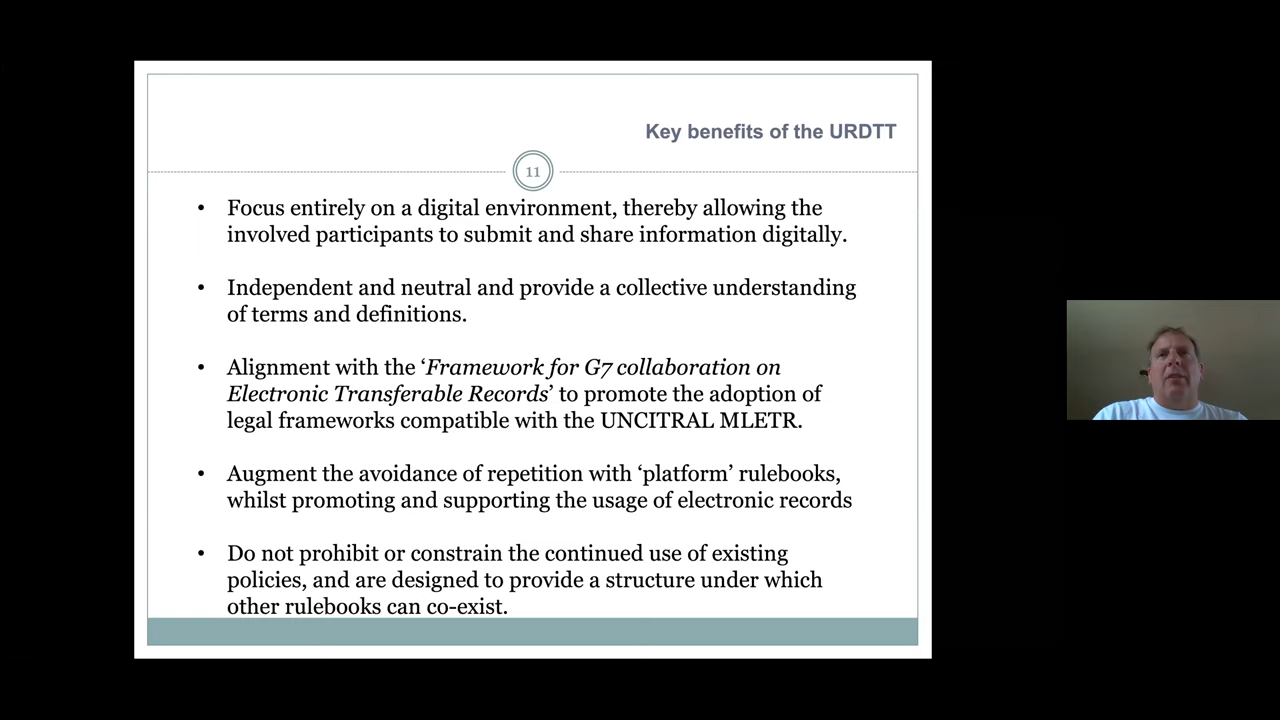 Key benefits of the URDTT
11
• Focus entirely on a digital environment, thereby allowing the
involved participants to submit and share information digitally.
• Independent and neutral and provide a collective understanding
of terms and definitions.
• Alignment with the ‘Framework for G7 collaboration on
Electronic Transferable Records’ to promote the adoption of
legal frameworks compatible with the UNCITRAL MLETR.
• Augment the avoidance of repetition with ‘platform’ rulebooks,
whilst promoting and supporting the usage of electronic records
• Do not prohibit or constrain the continued use of existing
policies, and are designed to provide a structure under which
other rulebooks can co-exist.